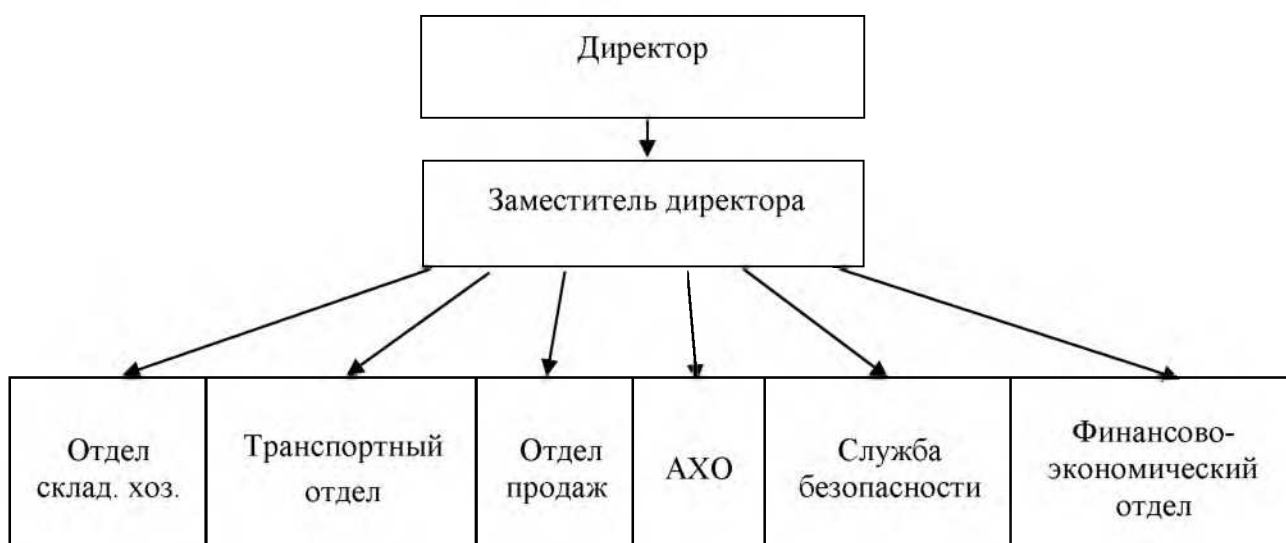 Директор
Заместитель директора
Отдел
склад. хоз.
Транспортный
отдел
Отдел
продаж
АХО
Служба
безопасности
Финансово-
экономический
отдел